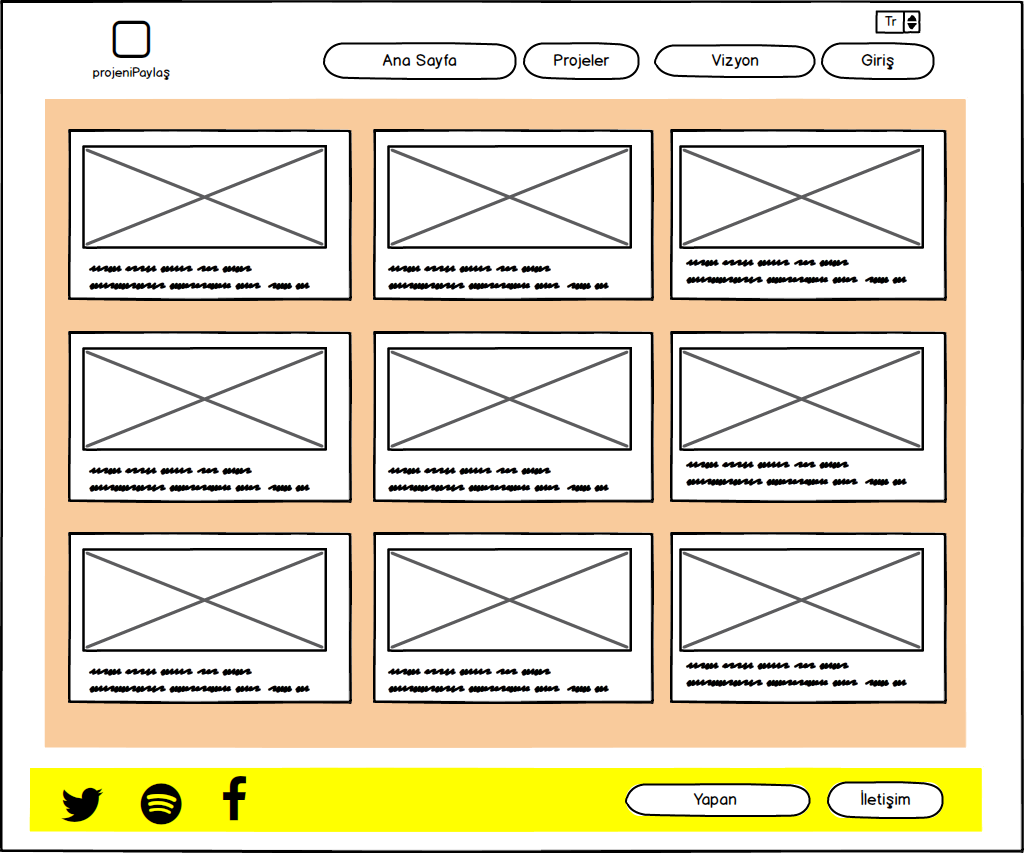 Tr
Ana Sayfa
Projeler
Vizyon
Giriş
projeniPaylaş
Yapan
İletişim